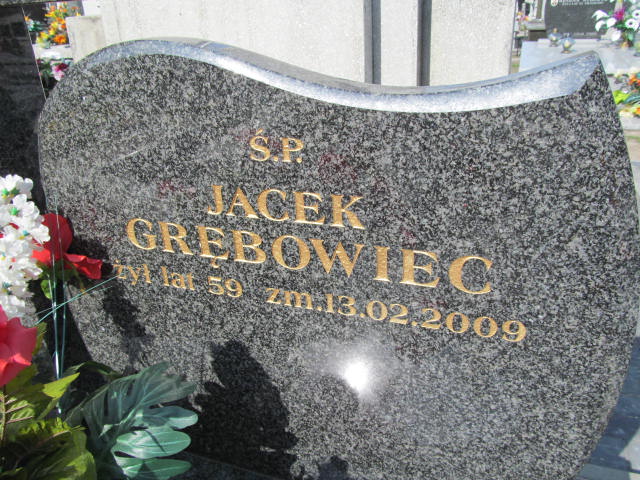 Ś.P.
JACEK
GRĘBOWIEC
żył lat 59 zm.13.02.2009